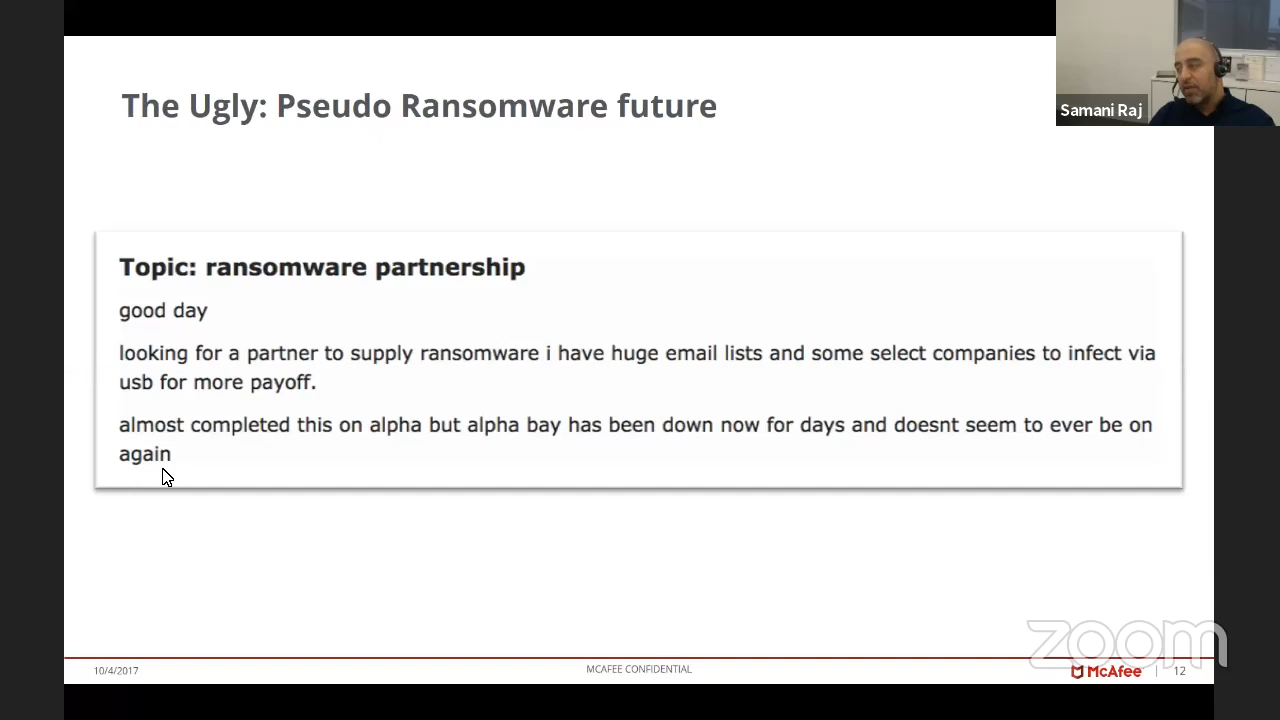 Samani Raj
The Ugly: Pseudo Ransomware future
Topic: ransomware partnership
good day
looking for a partner to supply ransomware i have huge email lists and some select companies to infect via
usb for more payoff.
almost completed this on alpha but alpha bay has been down now for days and doesnt seem to ever be on
again
zoom
10/4/2017
MCAFEE CONFIDENTIAL
McAfee
12